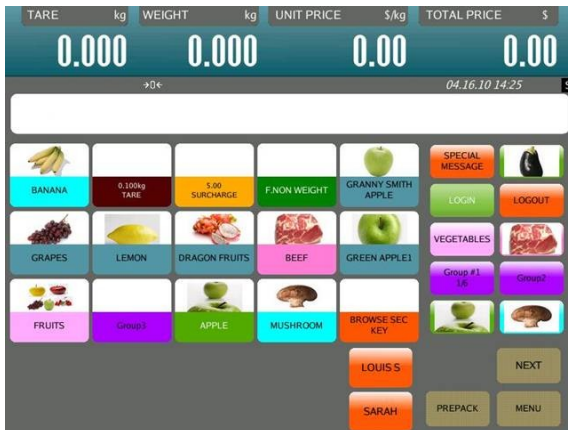 TARE kg WEIGHT kg UNIT PRICE $/kg TOTAL PRICE $
0.000 0.000 0.00 0.00
→0← 04.16.10 14:25
SPECIAL
MESSAGE
BANANA
0.100kg
TARE
5.00
SURCHARGE
F.NON WEIGHT
GRANNY SMITH
APPLE
LOGIN LOGOUT
GRAPES LEMON DRAGON FRUITS BEEF GREEN APPLE1
VEGETABLES
Group #1
1/6
Group2
FRUITS Group3 APPLE MUSHROOM
BROWSE SEC
KEY
LOUIS S NEXT
SARAH PREPACK MENU